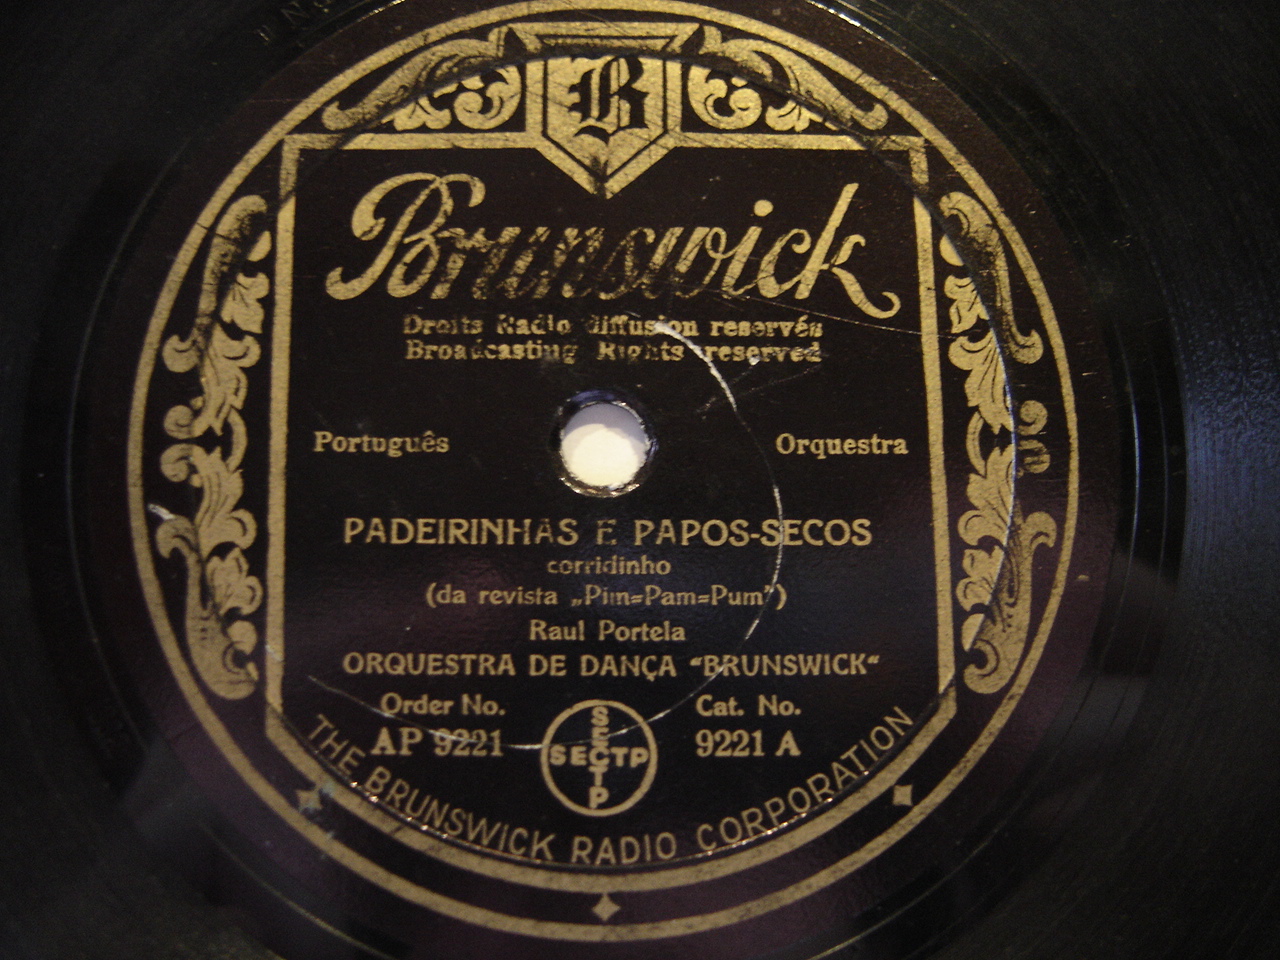 B
Brunswick
Droits Radio diffusion reservés
Broadcasting Rights reserved
Português
Orquestra
PADEIRINHAS E PAPOS-SECOS
corridinho
(da revista „Pim=Pam=Pum”)
Raul Portela
ORQUESTRA DE DANÇA “BRUNSWICK“
Order No.
Cat. No.
AP 9221
SECTP
SECTP
9221 A
THE BRUNSWICK RADIO CORPORATION